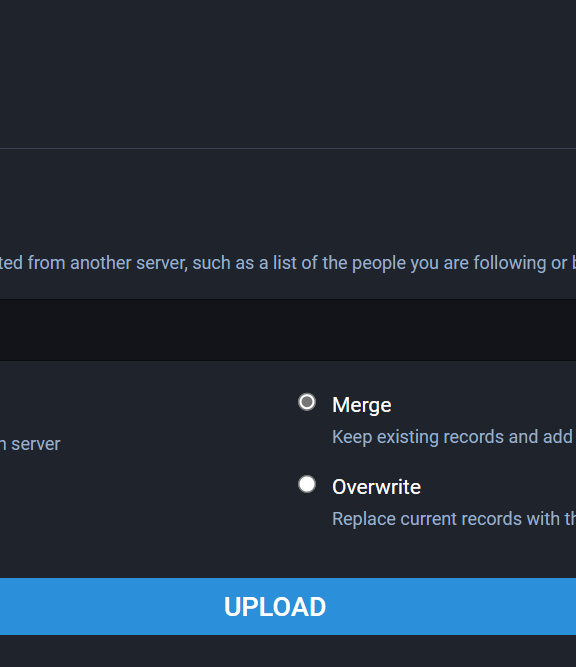 ted from another server, such as a list of the people you are following or
Merge
Keep existing records and add
server
Overwrite
Replace current records with
UPLOAD